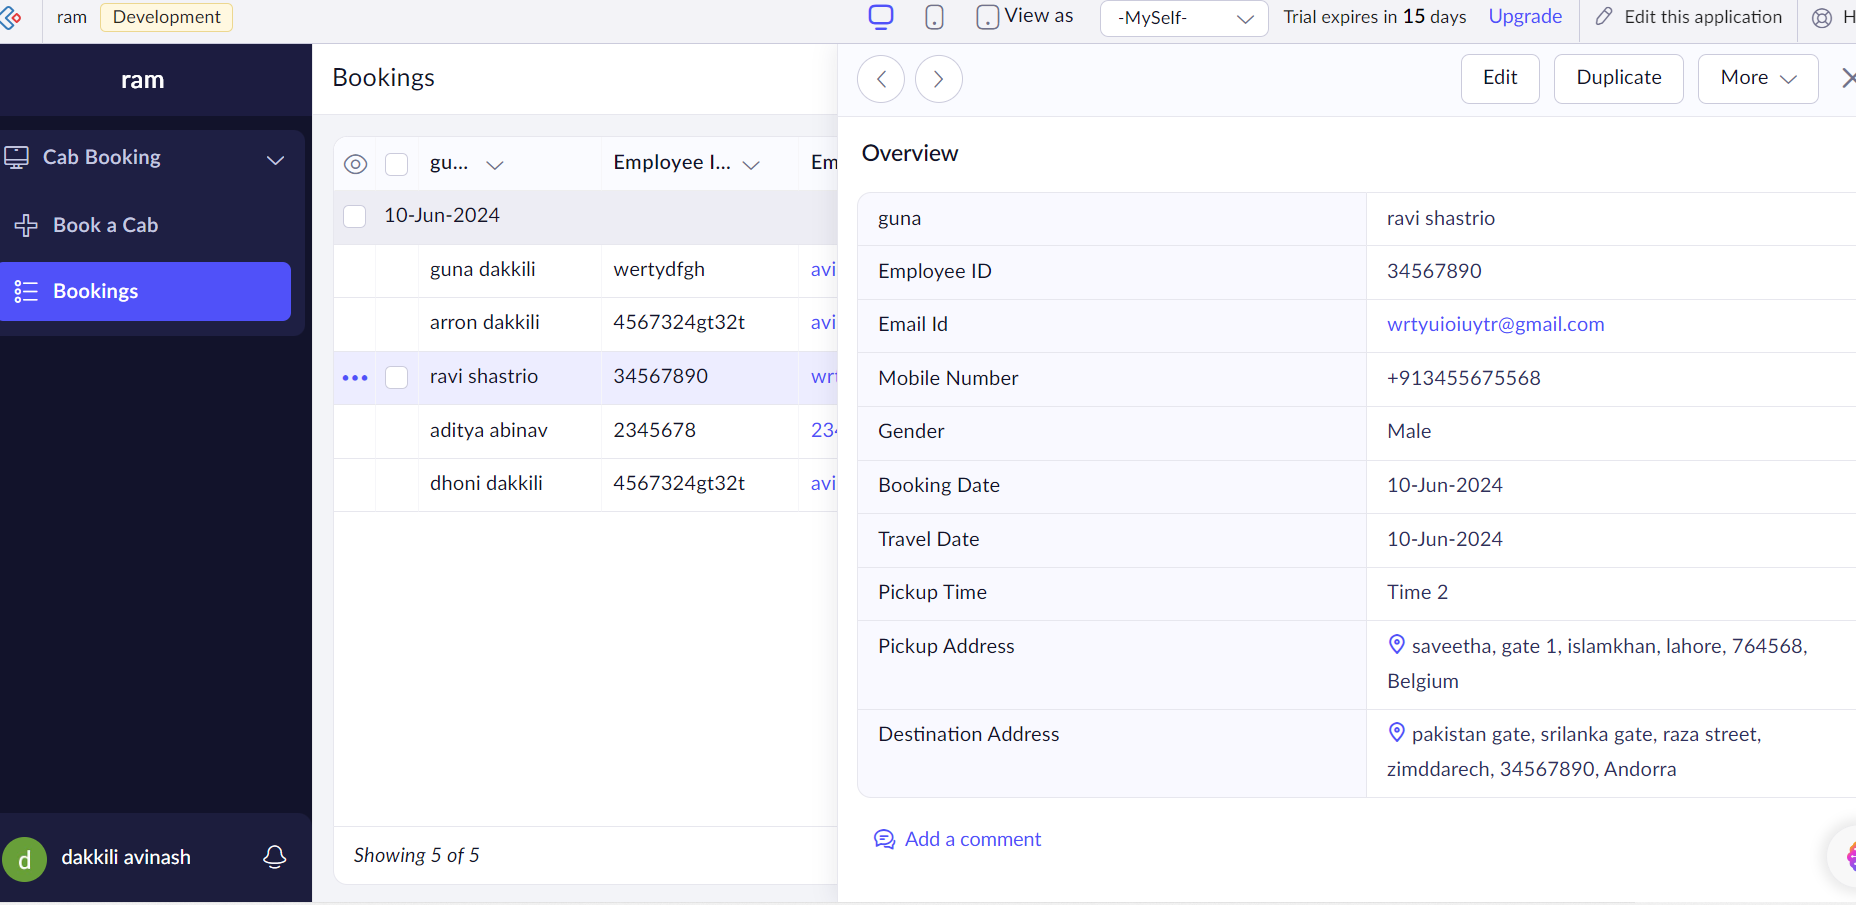 ram Development View as -MySelf- Trial expires in 15 days Upgrade Edit this application H
ram
Cab Booking
Book a Cab
Bookings
dakkili avinash
d
Bookings
gu... Employee I... Em
10-Jun-2024
guna dakkili wertydfgh avi
arron dakkili 4567324gt32t avi
ravi shastrio 34567890 wrt
aditya abinav 2345678 234
dhoni dakkili 4567324gt32t avi
Showing 5 of 5
Edit Duplicate More
Overview
guna ravi shastrio
Employee ID 34567890
Email Id wrtyuioiuytr@gmail.com
Mobile Number +913455675568
Gender Male
Booking Date 10-Jun-2024
Travel Date 10-Jun-2024
Pickup Time Time 2
Pickup Address saveetha, gate 1, islamkhan, lahore, 764568,
Belgium
Destination Address pakistan gate, srilanka gate, raza street,
zimddarech, 34567890, Andorra
Add a comment